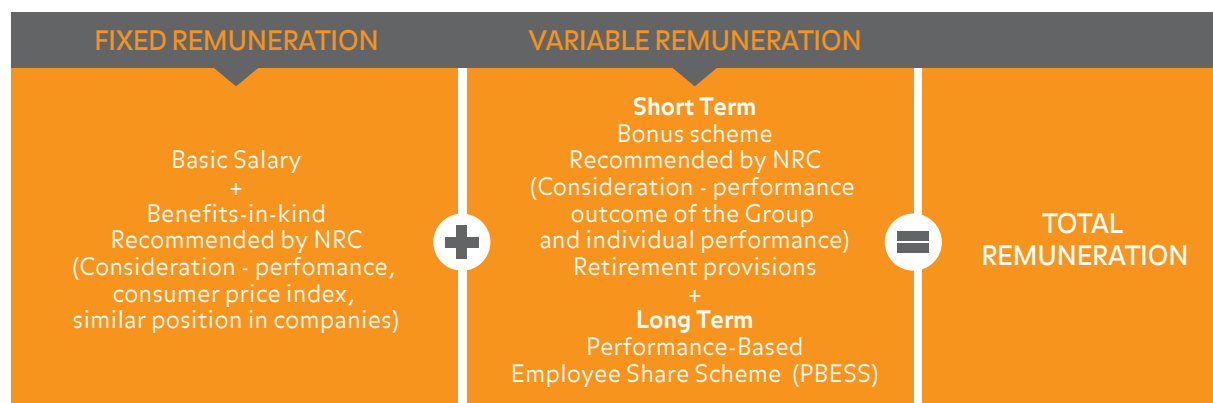 FIXED REMUNERATION
Basic Salary
+
Benefits-in-kind
Recommended by NRC
(Consideration - perfomance,
consumer price index,
similar position in companies)
+
VARIABLE REMUNERATION
Short Term
Bonus scheme
Recommended by NRC
(Consideration - performance
outcome of the Group
and individual performance)
Retirement provisions
+
Long Term
Performance-Based
Employee Share Scheme (PBESS)
=
TOTAL
REMUNERATION